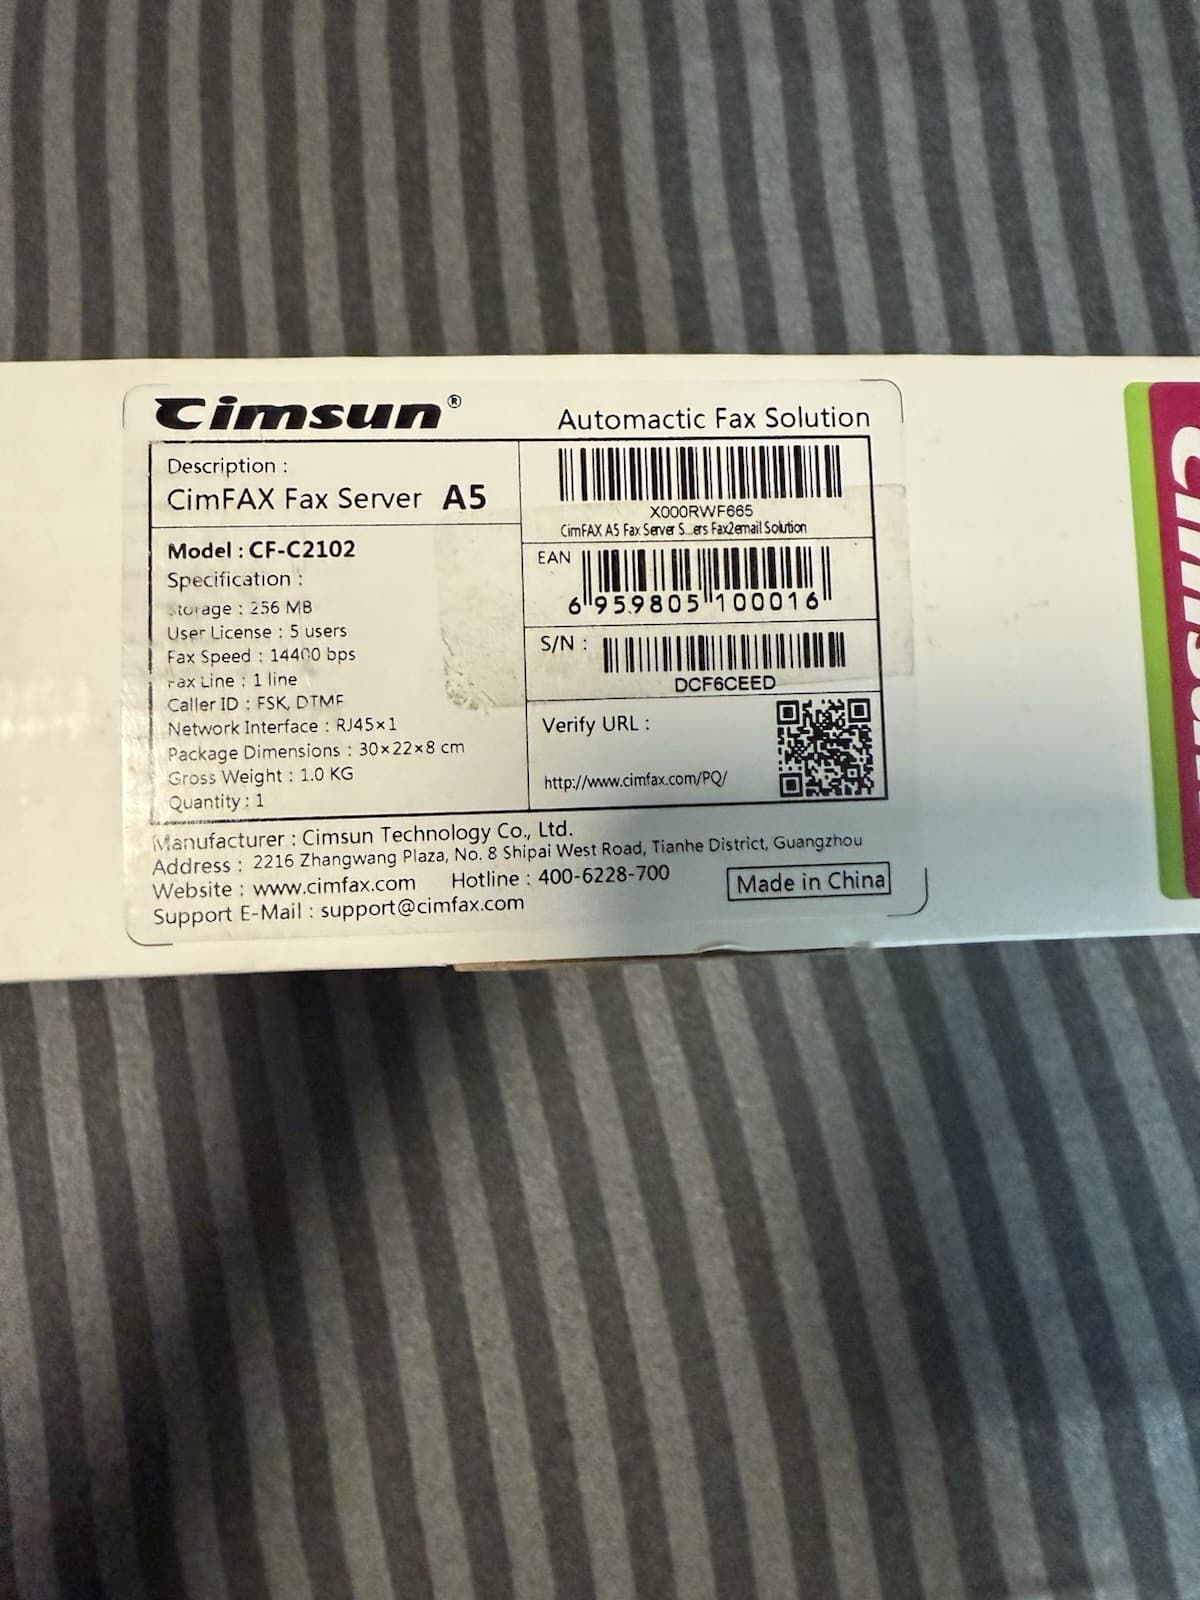 Cimsun®
Automactic Fax Solution
Description :
CimFAX Fax Server A5
Model : CF-C2102
Specification :
Storage : 256 MB
User License : 5 users
Fax Speed : 14400 bps
Fax Line : 1 line
Caller ID : FSK, DTMF
Network Interface : RJ45×1
Package Dimensions : 30×22×8 cm
Gross Weight : 1.0 KG
Quantity : 1
X000RWF665
CimFAX A5 Fax Server S...ers Fax2email Solution
EAN
6 959805 100016
S/N :
DCF6CEED
Verify URL :
http://www.cimfax.com/PQ/
Manufacturer : Cimsun Technology Co., Ltd.
Address : 2216 Zhangwang Plaza, No. 8 Shipai West Road, Tianhe District, Guangzhou
Website : www.cimfax.com Hotline : 400-6228-700
Support E-Mail : support@cimfax.com
Made in China